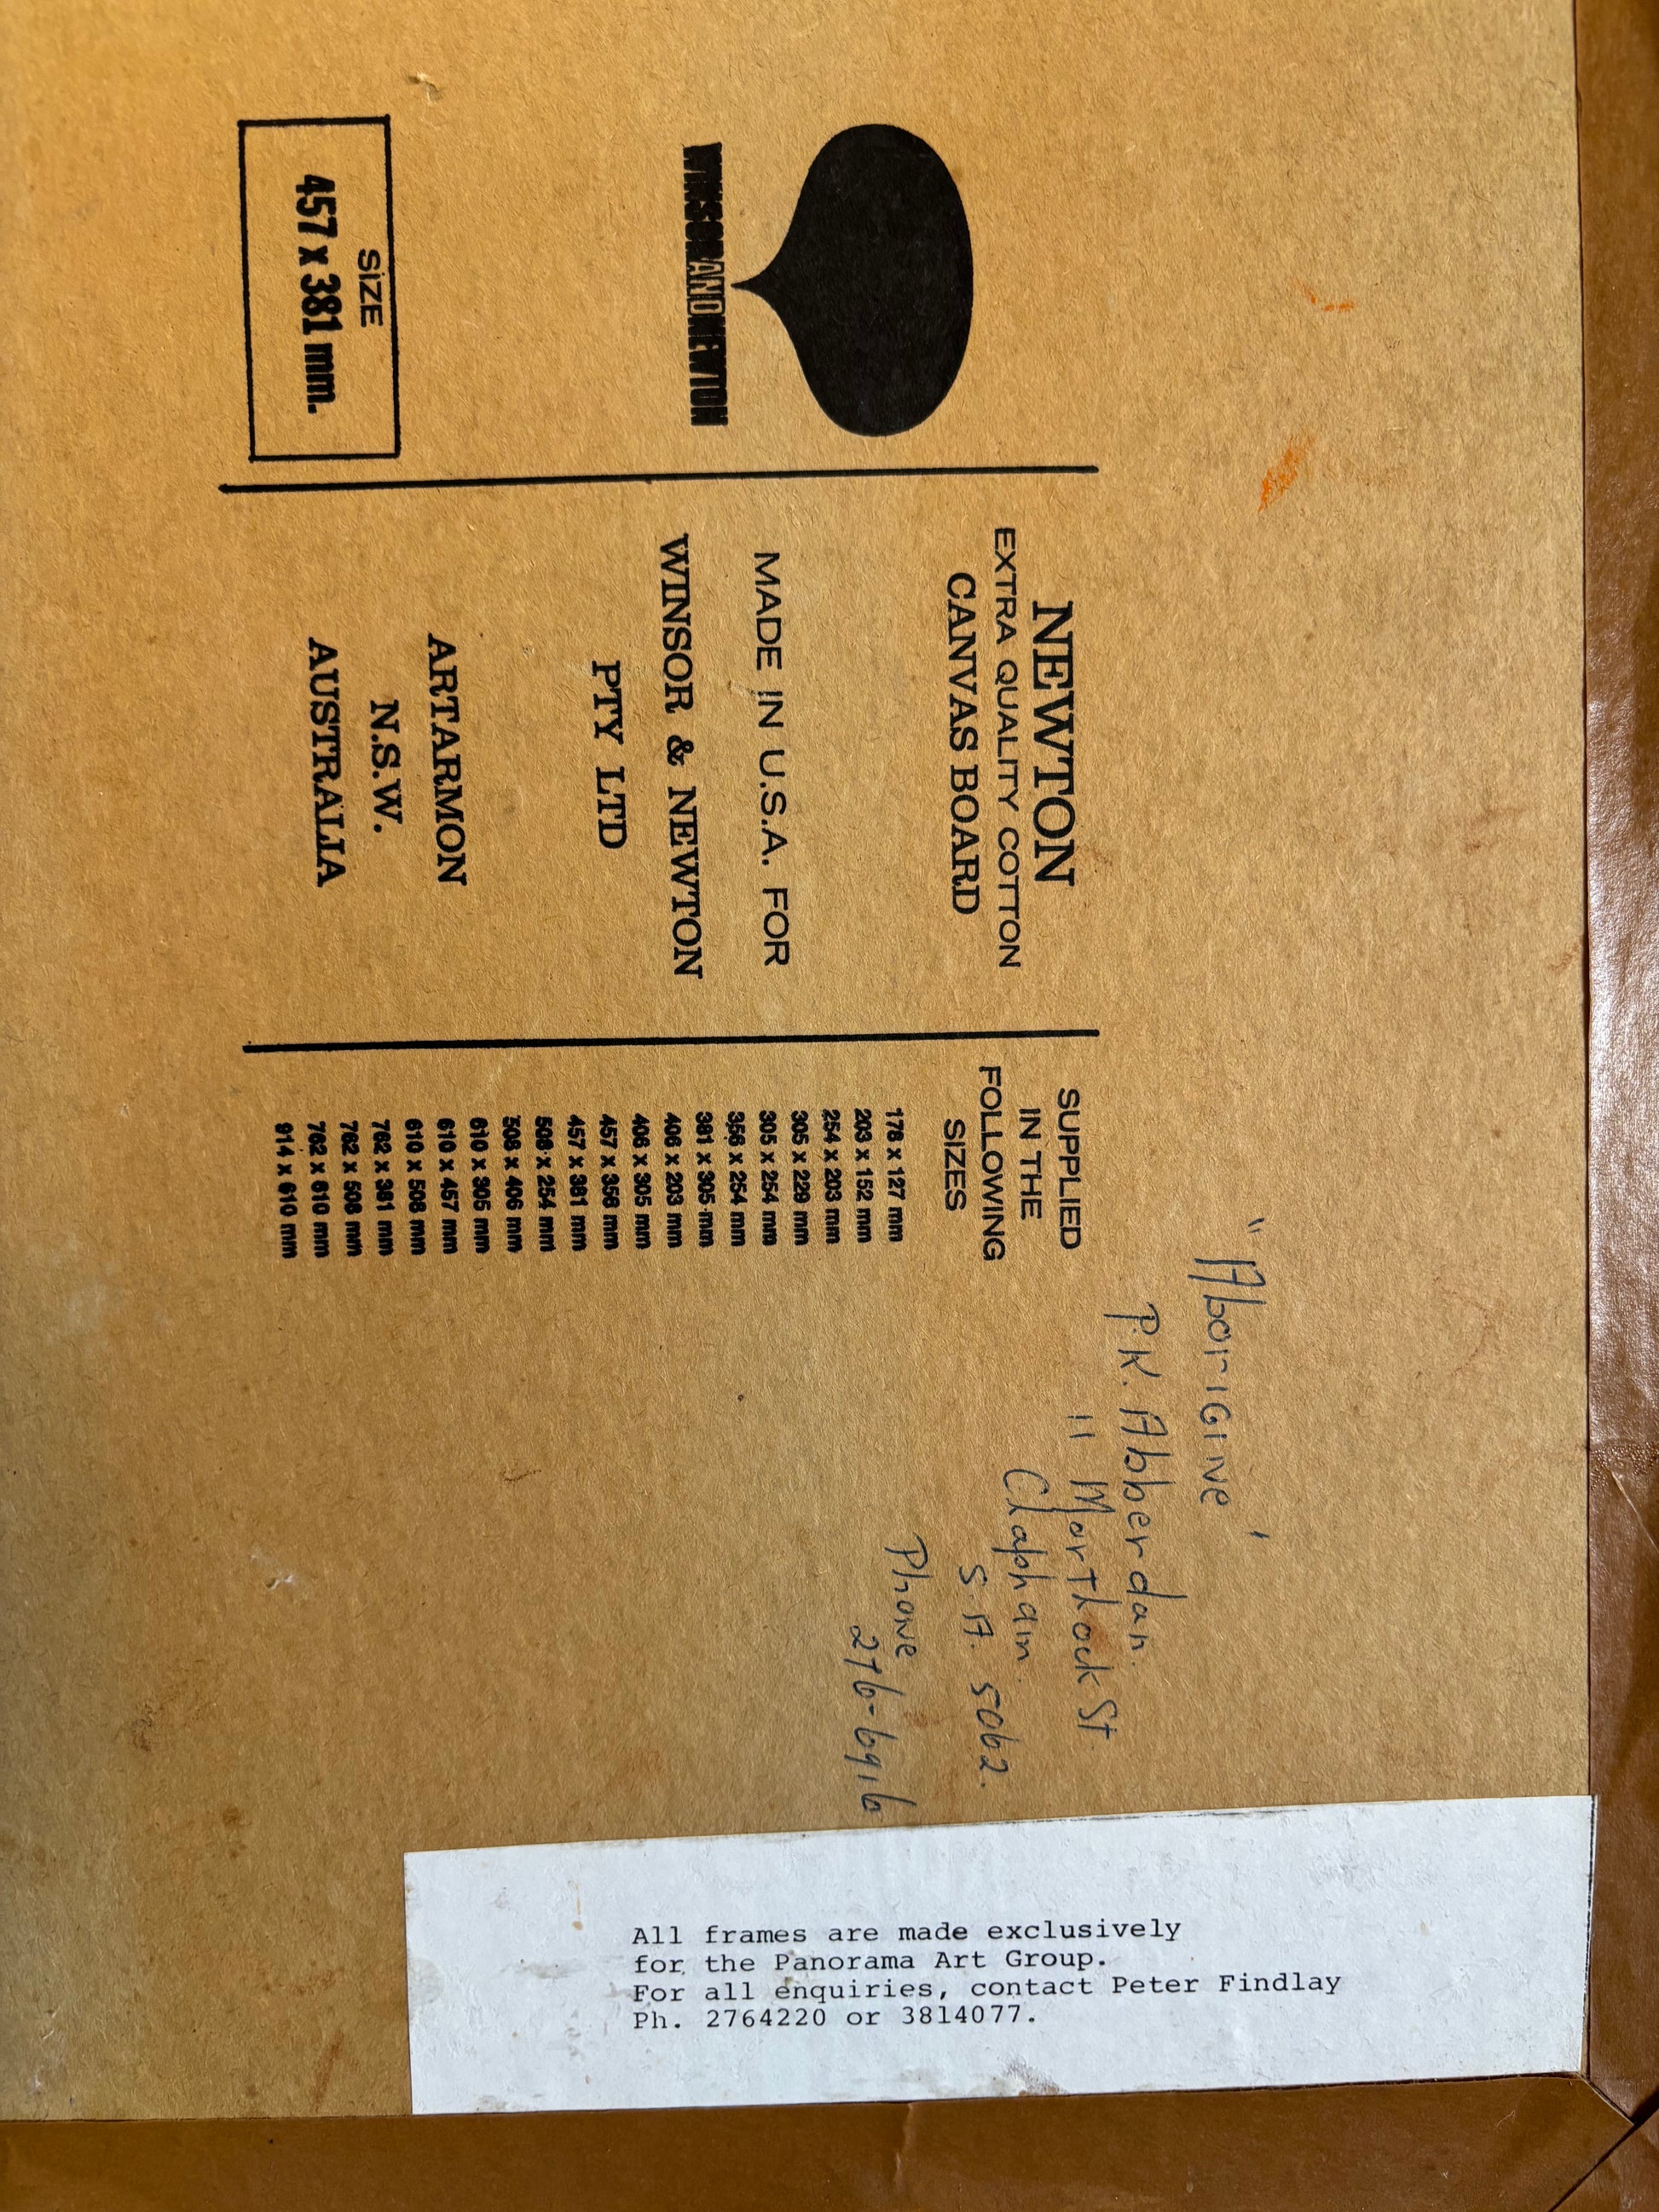 WINSOR AND NEWTON
SIZE
457 x 381 mm.
NEWTON
EXTRA QUALITY COTTON
CANVAS BOARD
MADE IN U.S.A. FOR
WINSOR & NEWTON
PTY LTD
ARTARMON
N.S.W.
AUSTRALIA
SUPPLIED
IN THE
FOLLOWING
SIZES
178 x 127 mm
203 x 152 mm
254 x 203 mm
305 x 229 mm
305 x 254 mm
356 x 254 mm
381 x 305 mm
406 x 203 mm
406 x 305 mm
457 x 356 mm
457 x 381 mm
508 x 254 mm
508 x 406 mm
610 x 305 mm
610 x 457 mm
610 x 508 mm
762 x 381 mm
762 x 508 mm
762 x 610 mm
914 x 610 mm
"Aborigine"
P.K. Abberdan.
11 Morthock St.
Clapham.
S.A. 5062.
Phone
276-6916
All frames are made exclusively
for the Panorama Art Group.
For all enquiries, contact Peter Findlay
Ph. 2764220 or 3814077.